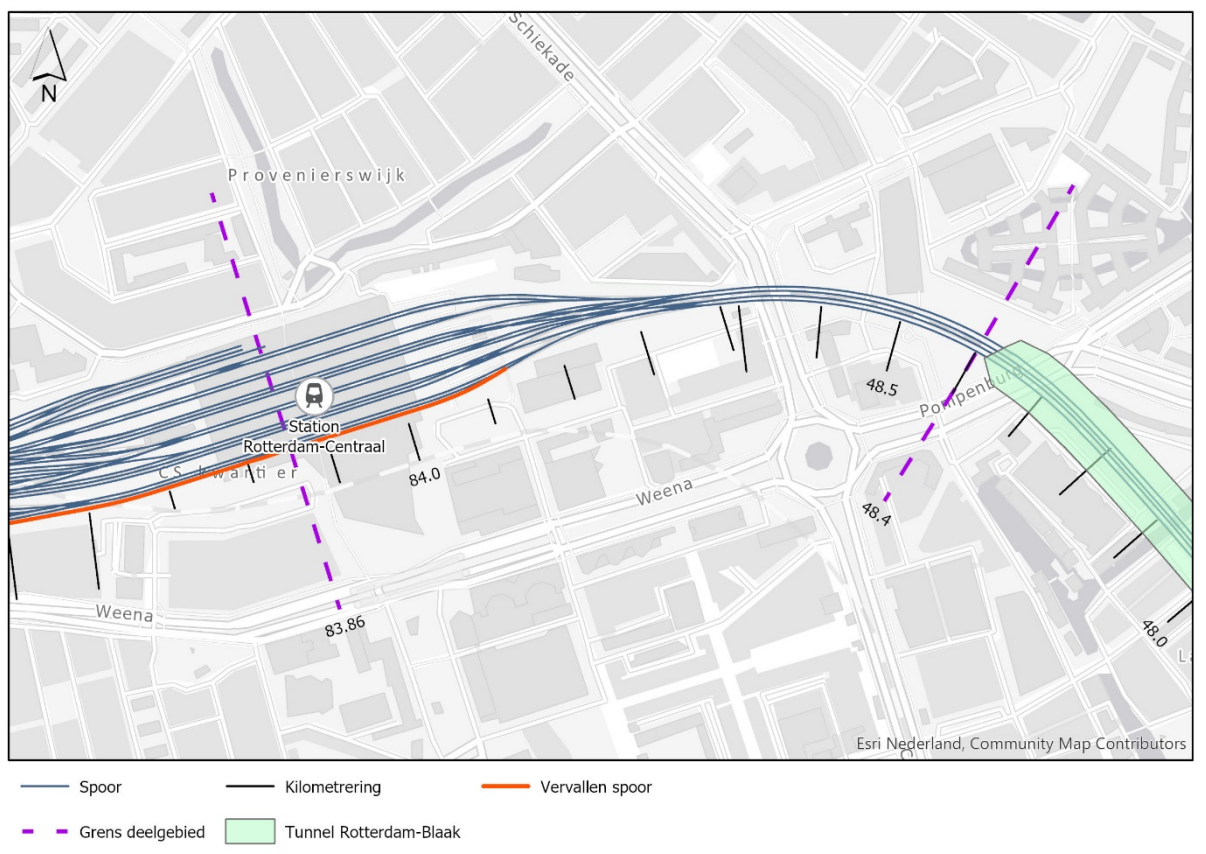 Schiekade
N
Provenierswijk
Station
Rotterdam-Centraal
CS kwartier
84.0
Weena
48.5
Pompenburg
48.4
Weena
83.86
48.0
Esri Nederland, Community Map Contributors
Spoor
Kilometrering
Vervallen spoor
Grens deelgebied
Tunnel Rotterdam-Blaak